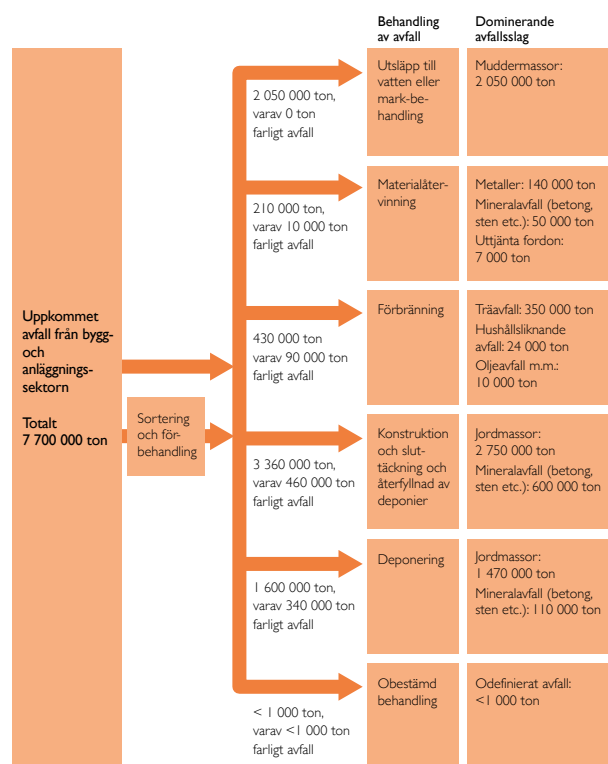 Behandling
av avfall
Dominerande
avfallsslag
Uppkommet
avfall från bygg-
och
anläggnings-
sektorn
Totalt
7 700 000 ton
Sortering
och för-
behandling
2 050 000 ton,
varav 0 ton
farligt avfall
Utsläpp till
vatten eller
mark-be-
handling
Muddermassor:
2 050 000 ton
210 000 ton,
varav 10 000 ton
farligt avfall
Materialåter-
vinning
Metaller: 140 000 ton
Mineralavfall (betong,
sten etc.): 50 000 ton
Uttjänta fordon:
7 000 ton
430 000 ton
varav 90 000 ton
farligt avfall
Förbränning
Träavfall: 350 000 ton
Hushållsliknande
avfall: 24 000 ton
Oljeavfall m.m.:
10 000 ton
3 360 000 ton,
varav 460 000 ton
farligt avfall
Konstruktion
och slut-
täckning och
återfyllnad av
deponier
Jordmassor:
2 750 000 ton
Mineralavfall (betong,
sten etc.): 600 000 ton
1 600 000 ton,
varav 340 000 ton
farligt avfall
Deponering
Jordmassor:
1 470 000 ton
Mineralavfall (betong,
sten etc.): 110 000 ton
< 1 000 ton,
varav <1 000 ton
farligt avfall
Obestämd
behandling
Odefinierat avfall:
<1 000 ton